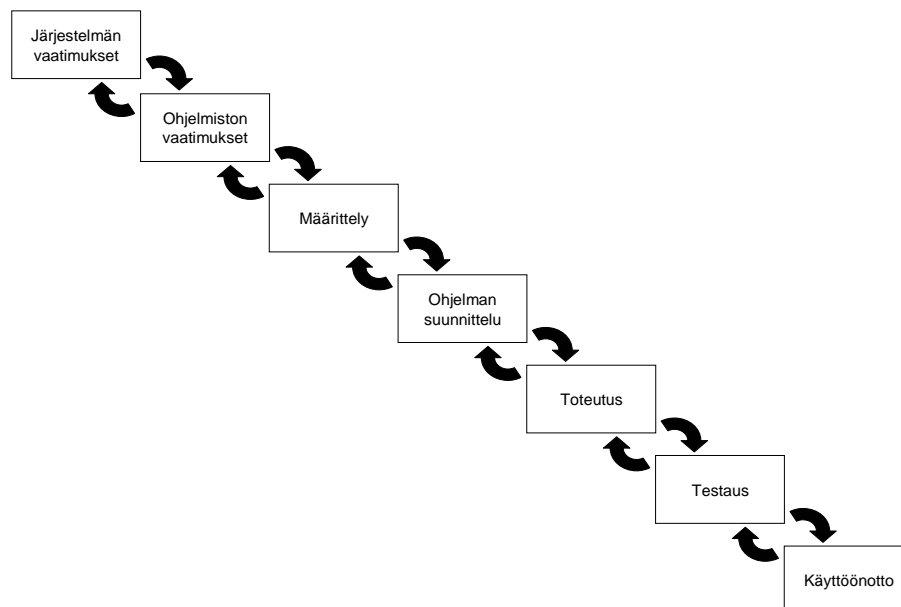 Järjestelmän
vaatimukset
Ohjelmiston
vaatimukset
Määrittely
Ohjelman
suunnittelu
Toteutus
Testaus
Käyttöönotto